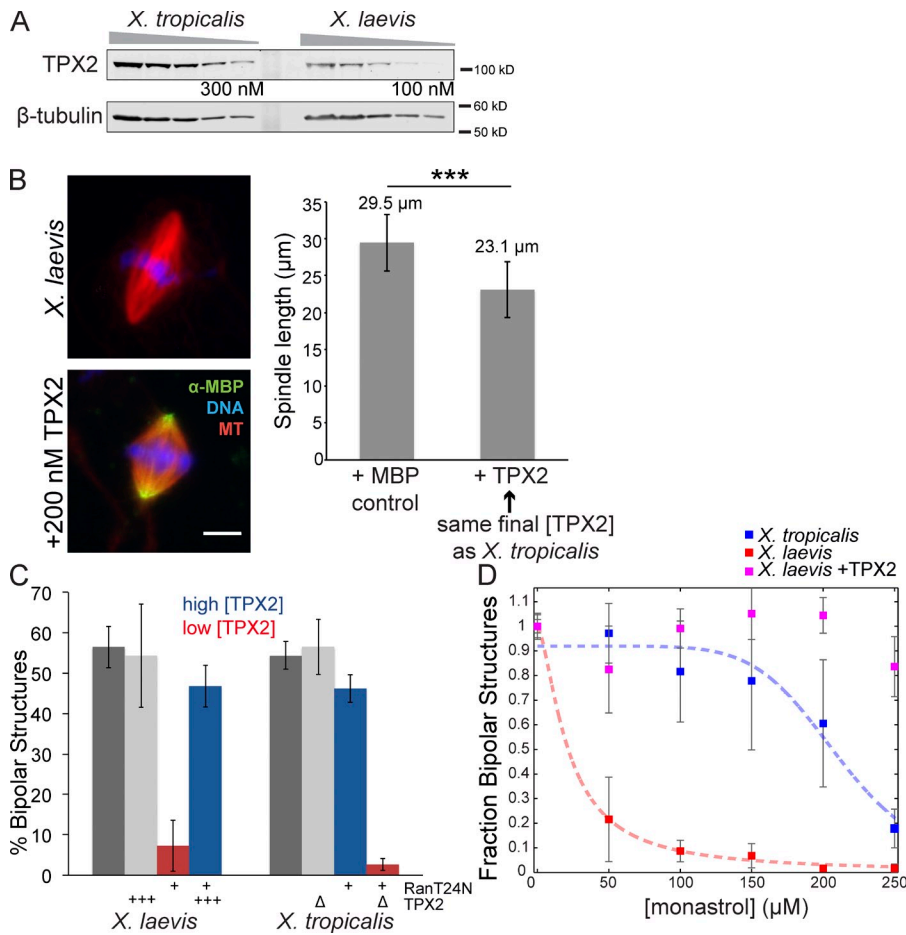 A
X. tropicalis
X. laevis
TPX2
100 kD
300 nM
100 nM
β-tubulin
60 kD
50 kD
B
X. laevis
+200 nM TPX2
α-MBP
DNA
MT
***
29.5 µm
23.1 µm
Spindle length (µm)
35
30
25
20
15
10
5
0
+ MBP
control
+ TPX2
same final [TPX2]
as X. tropicalis
C
high [TPX2]
low [TPX2]
% Bipolar Structures
70
60
50
40
30
20
10
0
+ + + + RanT24N
+++ +++ Δ Δ TPX2
X. laevis
X. tropicalis
D
X. tropicalis
X. laevis
X. laevis +TPX2
Fraction Bipolar Structures
1.1
1
0.9
0.8
0.7
0.6
0.5
0.4
0.3
0.2
0.1
0
0 50 100 150 200 250
[monastrol] (µM)